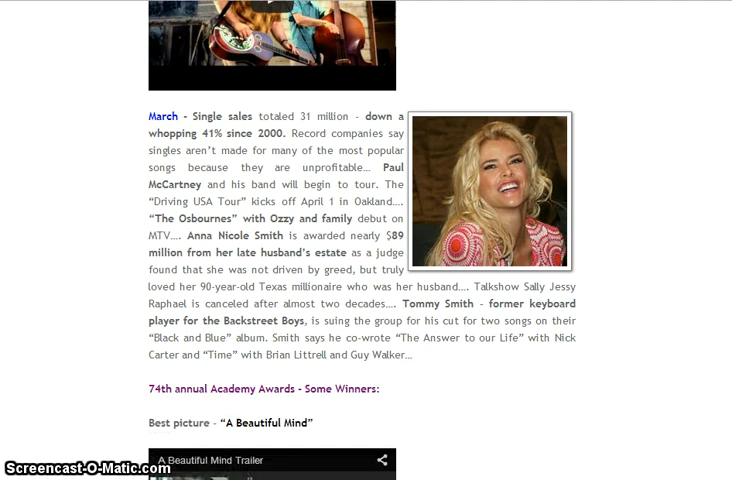 March - Single sales totaled 31 million - down a
whopping 41% since 2000. Record companies say
singles aren't made for many of the most popular
songs because they are unprofitable… Paul
McCartney and his band will begin to tour. The
"Driving USA Tour" kicks off April 1 in Oakland….
"The Osbournes" with Ozzy and family debut on
MTV…. Anna Nicole Smith is awarded nearly $89
million from her late husband's estate as a judge
found that she was not driven by greed, but truly
loved her 90-year-old Texas millionaire who was her husband…. Talkshow Sally Jessy
Raphael is canceled after almost two decades…. Tommy Smith – former keyboard
player for the Backstreet Boys, is suing the group for his cut for two songs on their
"Black and Blue" album. Smith says he co-wrote "The Answer to our Life" with Nick
Carter and "Time" with Brian Littrell and Guy Walker…
74th annual Academy Awards - Some Winners:
Best picture - "A Beautiful Mind"
A Beautiful Mind Trailer
Screencast-O-Matic.com